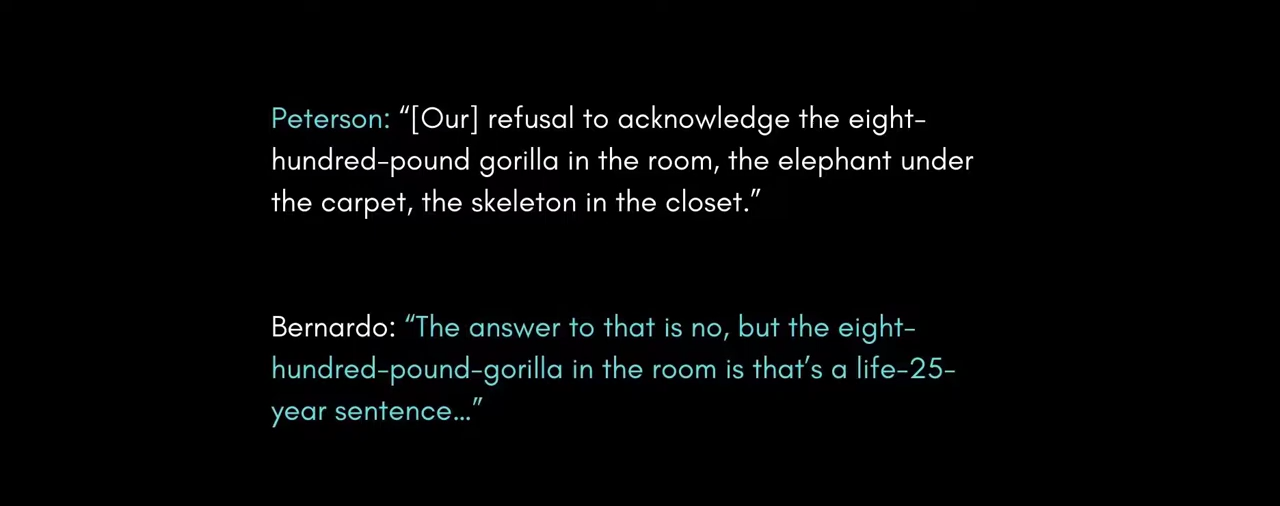 Peterson: “[Our] refusal to acknowledge the eight-
hundred-pound gorilla in the room, the elephant under
the carpet, the skeleton in the closet.”
Bernardo: “The answer to that is no, but the eight-
hundred-pound-gorilla in the room is that’s a life-25-
year sentence...”